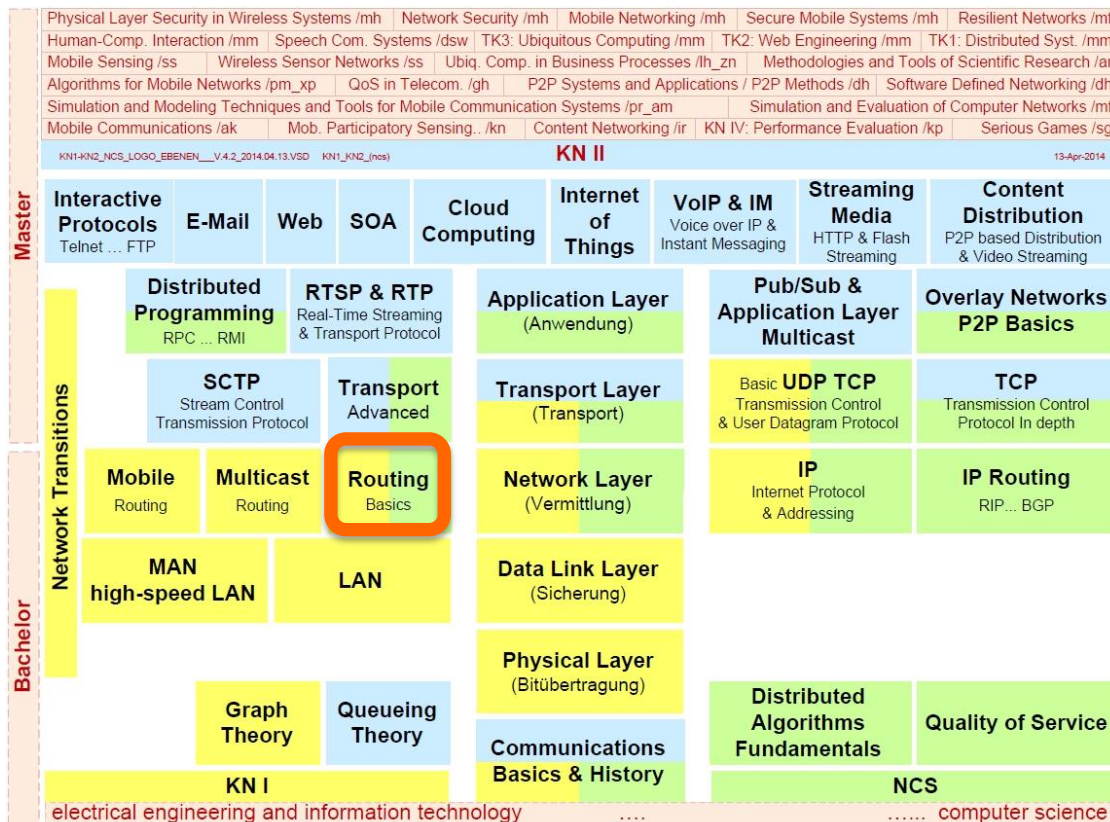 Physical Layer Security in Wireless Systems /mh Network Security /mh Mobile Networking /mh Secure Mobile Systems /mh Resilient Networks
Human-Comp. Interaction /mm Speech Com. Systems /dsw TK3: Ubiquitous Computing /mm TK2: Web Engineering /mm TK1: Distributed Syst. /mm
Mobile Sensing /ss Wireless Sensor Networks /ss Ubiq. Comp. in Business Processes /lh_zn Methodologies and Tools of Scientific Research
Algorithms for Mobile Networks /pm_xp QoS in Telecom. /gh P2P Systems and Applications / P2P Methods /dh Software Defined Networking /dh
Simulation and Modeling Techniques and Tools for Mobile Communication Systems /pr_am Simulation and Evaluation of Computer Networks
Mobile Communications /ak Mob. Participatory Sensing.. /kn Content Networking /ir KN IV: Performance Evaluation /kp Serious Games /sg
KN1-KN2_NCS_LOGO_EBENEN___V.4.2_2014.04.13.VSD KN1_KN2_(ncs) KN II 13-Apr-2014
Master
Bachelor
Interactive
Protocols
Telnet ... FTP
E-Mail
Web
SOA
Cloud
Computing
Internet
of
Things
VoIP & IM
Voice over IP &
Instant Messaging
Streaming
Media
HTTP & Flash
Streaming
Content
Distribution
P2P based Distribution
& Video Streaming
Network Transitions
Distributed
Programming
RPC ... RMI
RTSP & RTP
Real-Time Streaming
& Transport Protocol
Application Layer
(Anwendung)
Pub/Sub &
Application Layer
Multicast
Overlay Networks
P2P Basics
SCTP
Stream Control
Transmission Protocol
Transport
Advanced
Transport Layer
(Transport)
Basic UDP TCP
Transmission Control
& User Datagram Protocol
TCP
Transmission Control
Protocol In depth
Mobile
Routing
Multicast
Routing
Routing
Basics
Network Layer
(Vermittlung)
IP
Internet Protocol
& Addressing
IP Routing
RIP... BGP
MAN
high-speed LAN
LAN
Data Link Layer
(Sicherung)
Physical Layer
(Bitübertragung)
Graph
Theory
Queueing
Theory
Communications
Basics & History
Distributed
Algorithms
Fundamentals
Quality of Service
KN I
NCS
electrical engineering and information technology .... ...... computer science